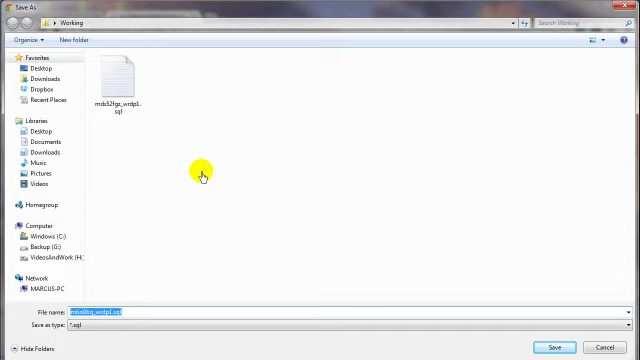 Save As
Working
Search Working
Organize
New folder
Favorites
Desktop
Downloads
Dropbox
Recent Places
Libraries
Desktop
Documents
Downloads
Music
Pictures
Videos
Homegroup
Computer
Windows (C:)
Backup (G:)
VideosAndWork (H:)
Network
MARCUS-PC
mds52fgz_wrdp1.
sql
File name:
Save as type:
*.sql
Hide Folders
Save
Cancel